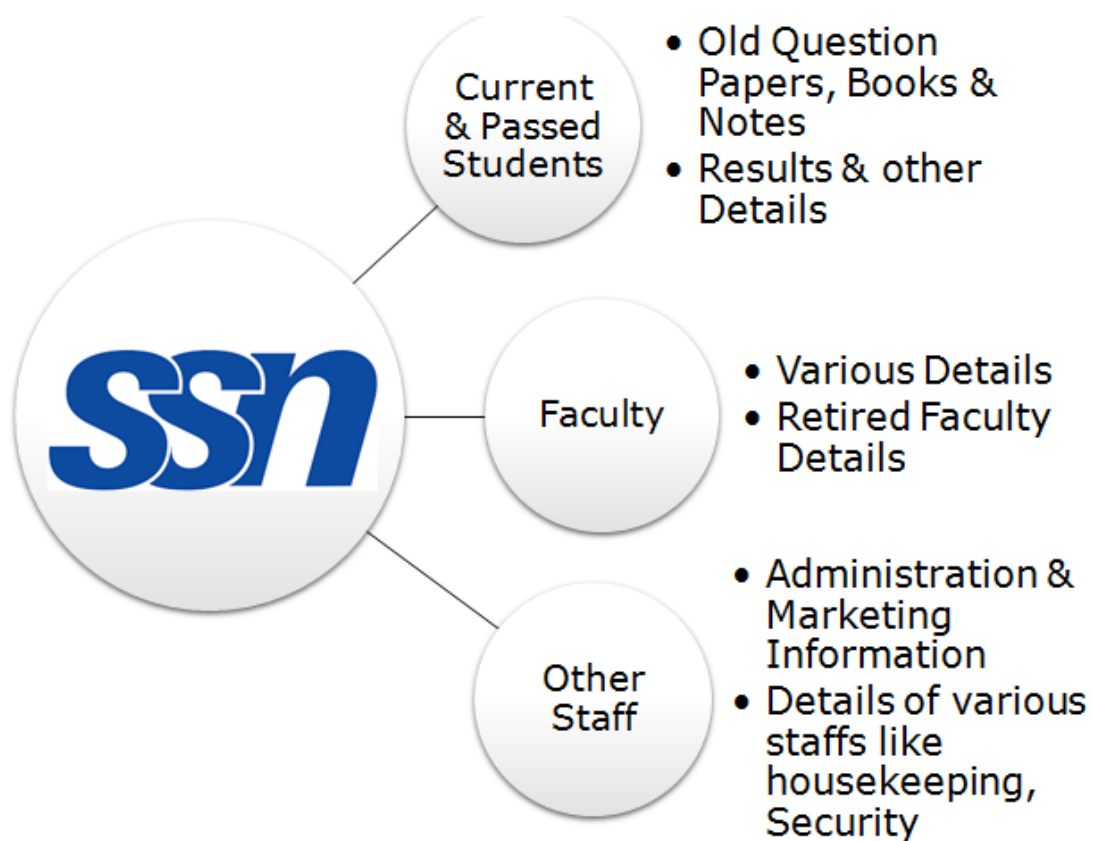 Current
& Passed
Students
• Old Question
Papers, Books &
Notes
• Results & other
Details
ssn
Faculty
• Various Details
• Retired Faculty
Details
Other
Staff
• Administration &
Marketing
Information
• Details of various
staffs like
housekeeping,
Security